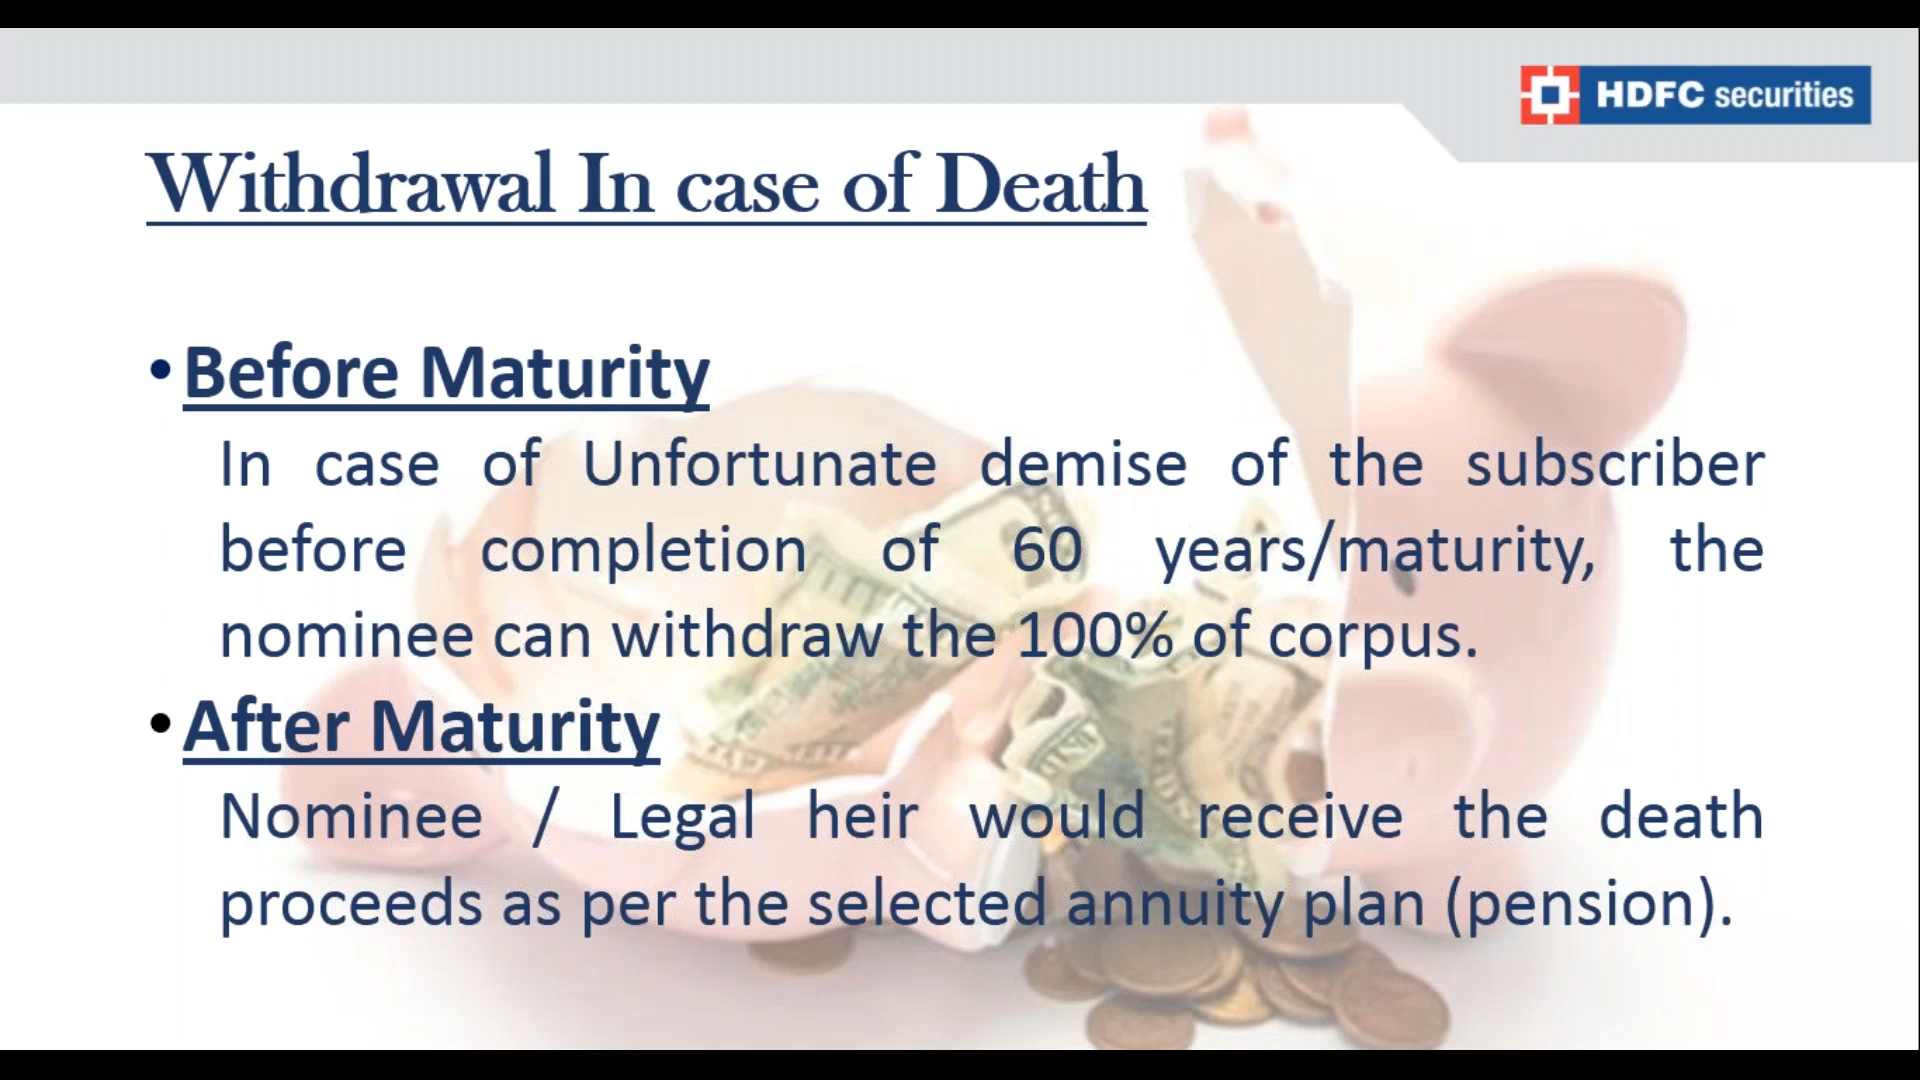 HDFC securities
Withdrawal In case of Death
• Before Maturity
In case of Unfortunate demise of the subscriber
before completion of 60 years/maturity, the
nominee can withdraw the 100% of corpus.
• After Maturity
Nominee / Legal heir would receive the death
proceeds as per the selected annuity plan (pension).